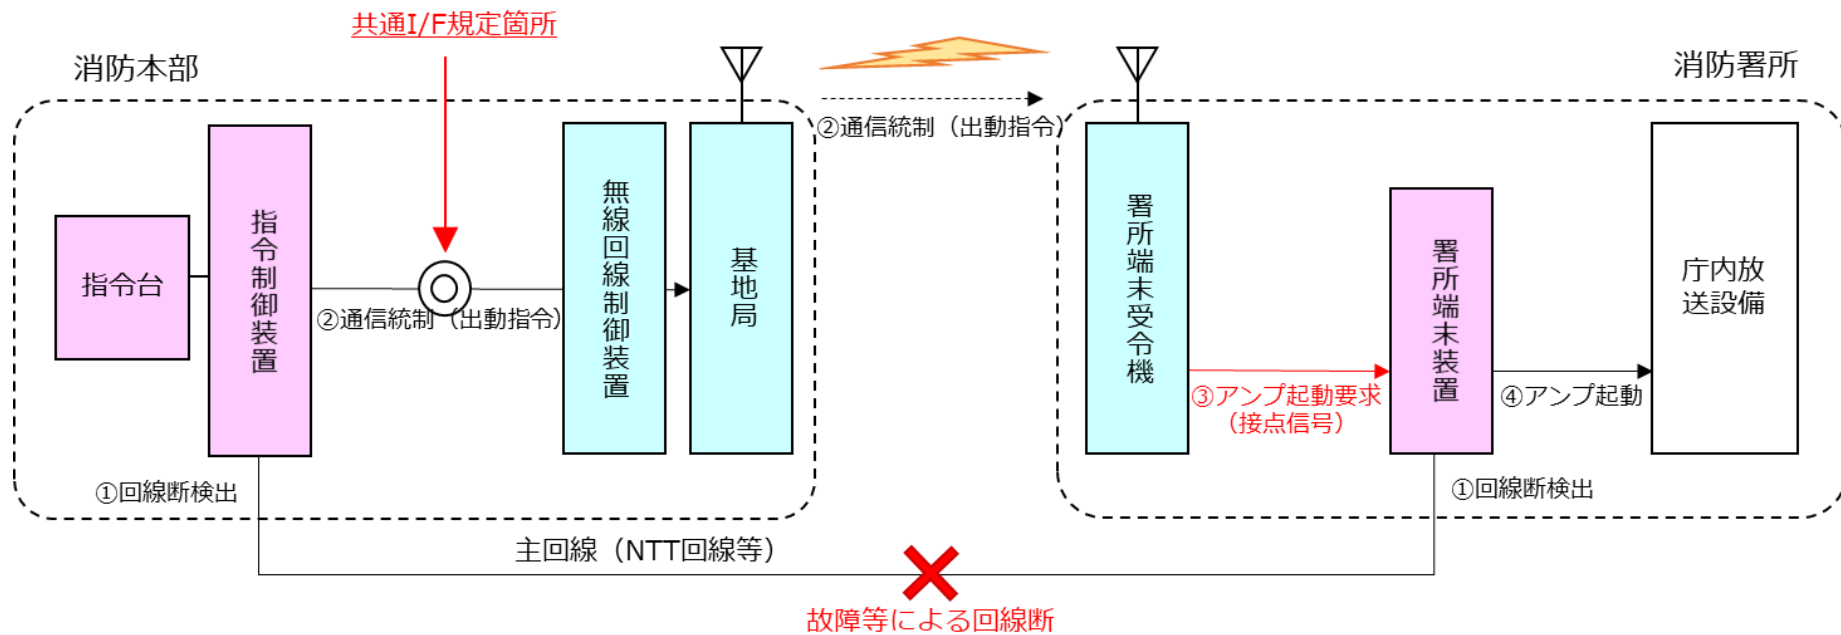 共通I/F規定箇所
消防本部
消防署所
②通信統制（出動指令）
指令台
指令制御装置
②通信統制（出動指令）
無線回線制御装置
基地局
署所端末受令機
③アンプ起動要求
（接点信号）
署所端末装置
④アンプ起動
庁内放
送設備
①回線断検出
①回線断検出
主回線（NTT回線等）
故障等による回線断